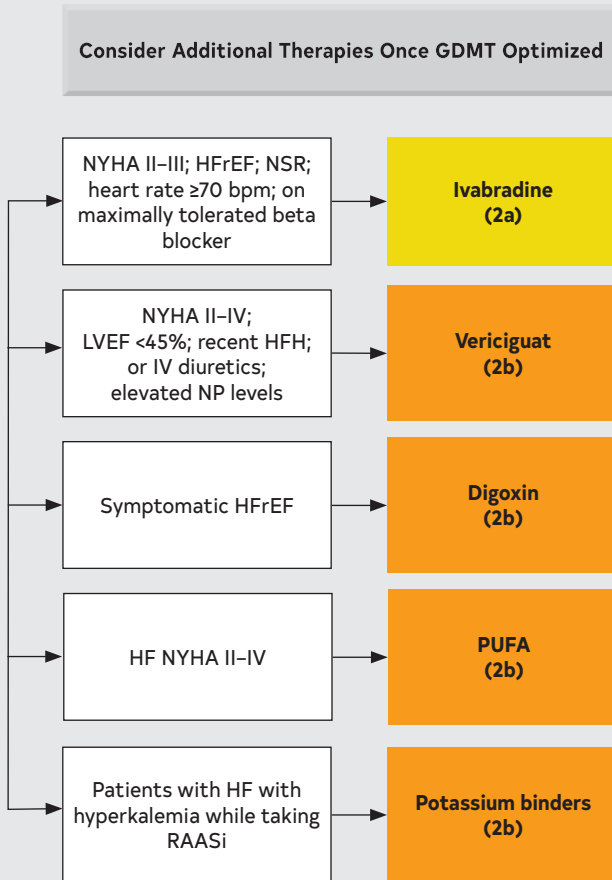 Consider Additional Therapies Once GDMT Optimized
NYHA II–III; HFrEF; NSR;
heart rate ≥70 bpm; on
maximally tolerated beta
blocker
Ivabradine
(2a)
NYHA II–IV;
LVEF <45%; recent HFH;
or IV diuretics;
elevated NP levels
Vericiguat
(2b)
Symptomatic HFrEF
Digoxin
(2b)
HF NYHA II–IV
PUFA
(2b)
Patients with HF with
hyperkalemia while taking
RAASi
Potassium binders
(2b)